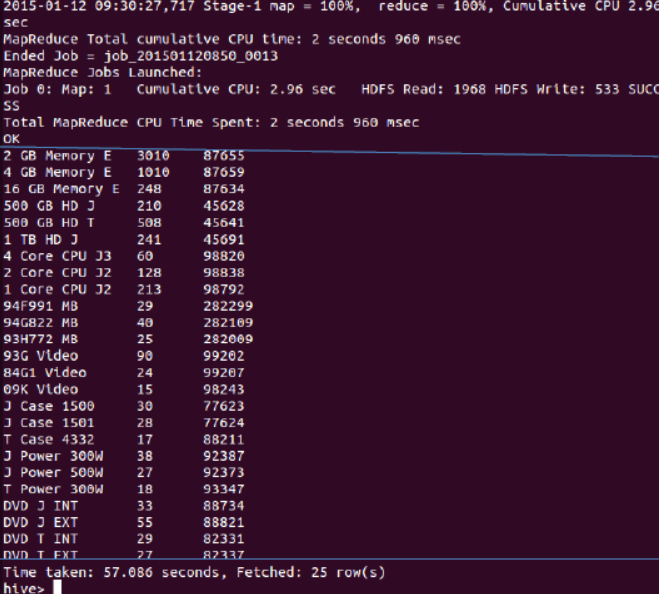 2015-01-12 09:30:27,717 Stage-1 map = 100%,  reduce = 100%, Cumulative CPU 2.96
sec
MapReduce Total cumulative CPU time: 2 seconds 960 msec
Ended Job = job_201501120850_0013
MapReduce Jobs Launched:
Job 0: Map: 1   Cumulative CPU: 2.96 sec   HDFS Read: 1968 HDFS Write: 533 SUCC
SS
Total MapReduce CPU Time Spent: 2 seconds 960 msec
OK
2 GB Memory E   3010    87655
4 GB Memory E   1010    87659
16 GB Memory E  248     87634
500 GB HD J     210     45628
500 GB HD T     508     45641
1 TB HD J       241     45691
4 Core CPU J3   60      98820
2 Core CPU J2   128     98838
1 Core CPU J2   213     98792
94F991 MB       29      282299
94G822 MB       40      282109
93H772 MB       25      282009
93G Video       90      99202
84G1 Video      24      99207
09K Video       15      98243
J Case 1500     30      77623
J Case 1501     28      77624
T Case 4332     17      88211
J Power 300W    38      92387
J Power 500W    27      92373
T Power 300W    18      93347
DVD J INT       33      88734
DVD J EXT       55      88821
DVD T INT       29      82331
DVD T EXT       27      82337
Time taken: 57.086 seconds, Fetched: 25 row(s)
hive>